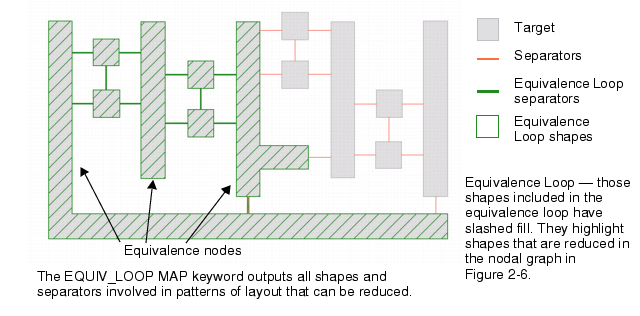 Target
Separators
Equivalence Loop
separators
Equivalence
Loop shapes
Equivalence Loop — those
shapes included in the
equivalence loop have
slashed fill. They highlight
shapes that are reduced in
the nodal graph in
Figure 2-6.
Equivalence nodes
The EQUIV_LOOP MAP keyword outputs all shapes and
separators involved in patterns of layout that can be reduced.